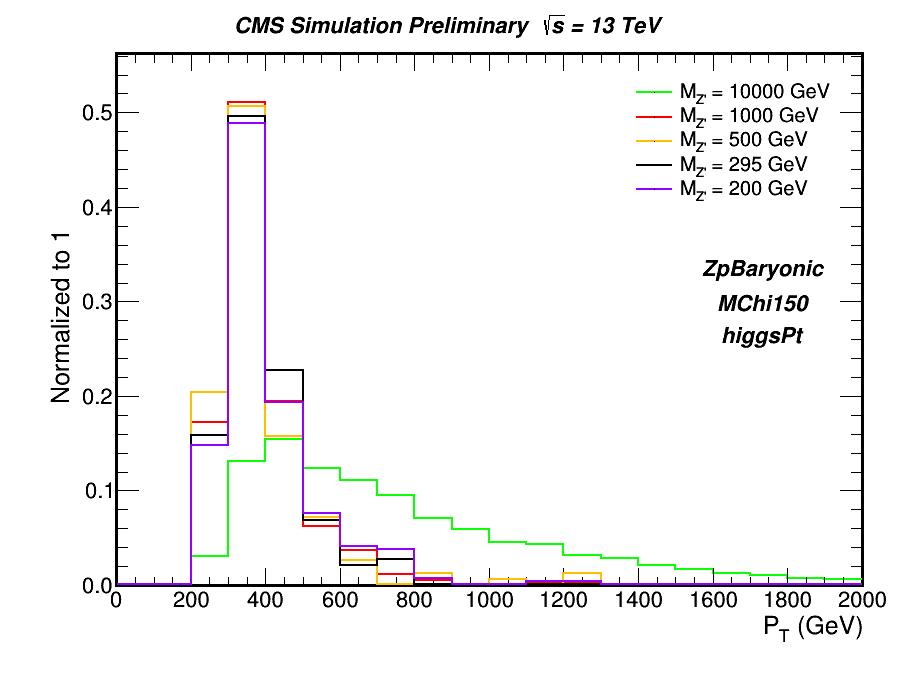 CMS Simulation Preliminary √s = 13 TeV
M_Z' = 10000 GeV
M_Z' = 1000 GeV
M_Z' = 500 GeV
M_Z' = 295 GeV
M_Z' = 200 GeV
ZpBaryonic
MChi150
higgsPt
Normalized to 1
0.5
0.4
0.3
0.2
0.1
0.0
0 200 400 600 800 1000 1200 1400 1600 1800 2000
P_T (GeV)